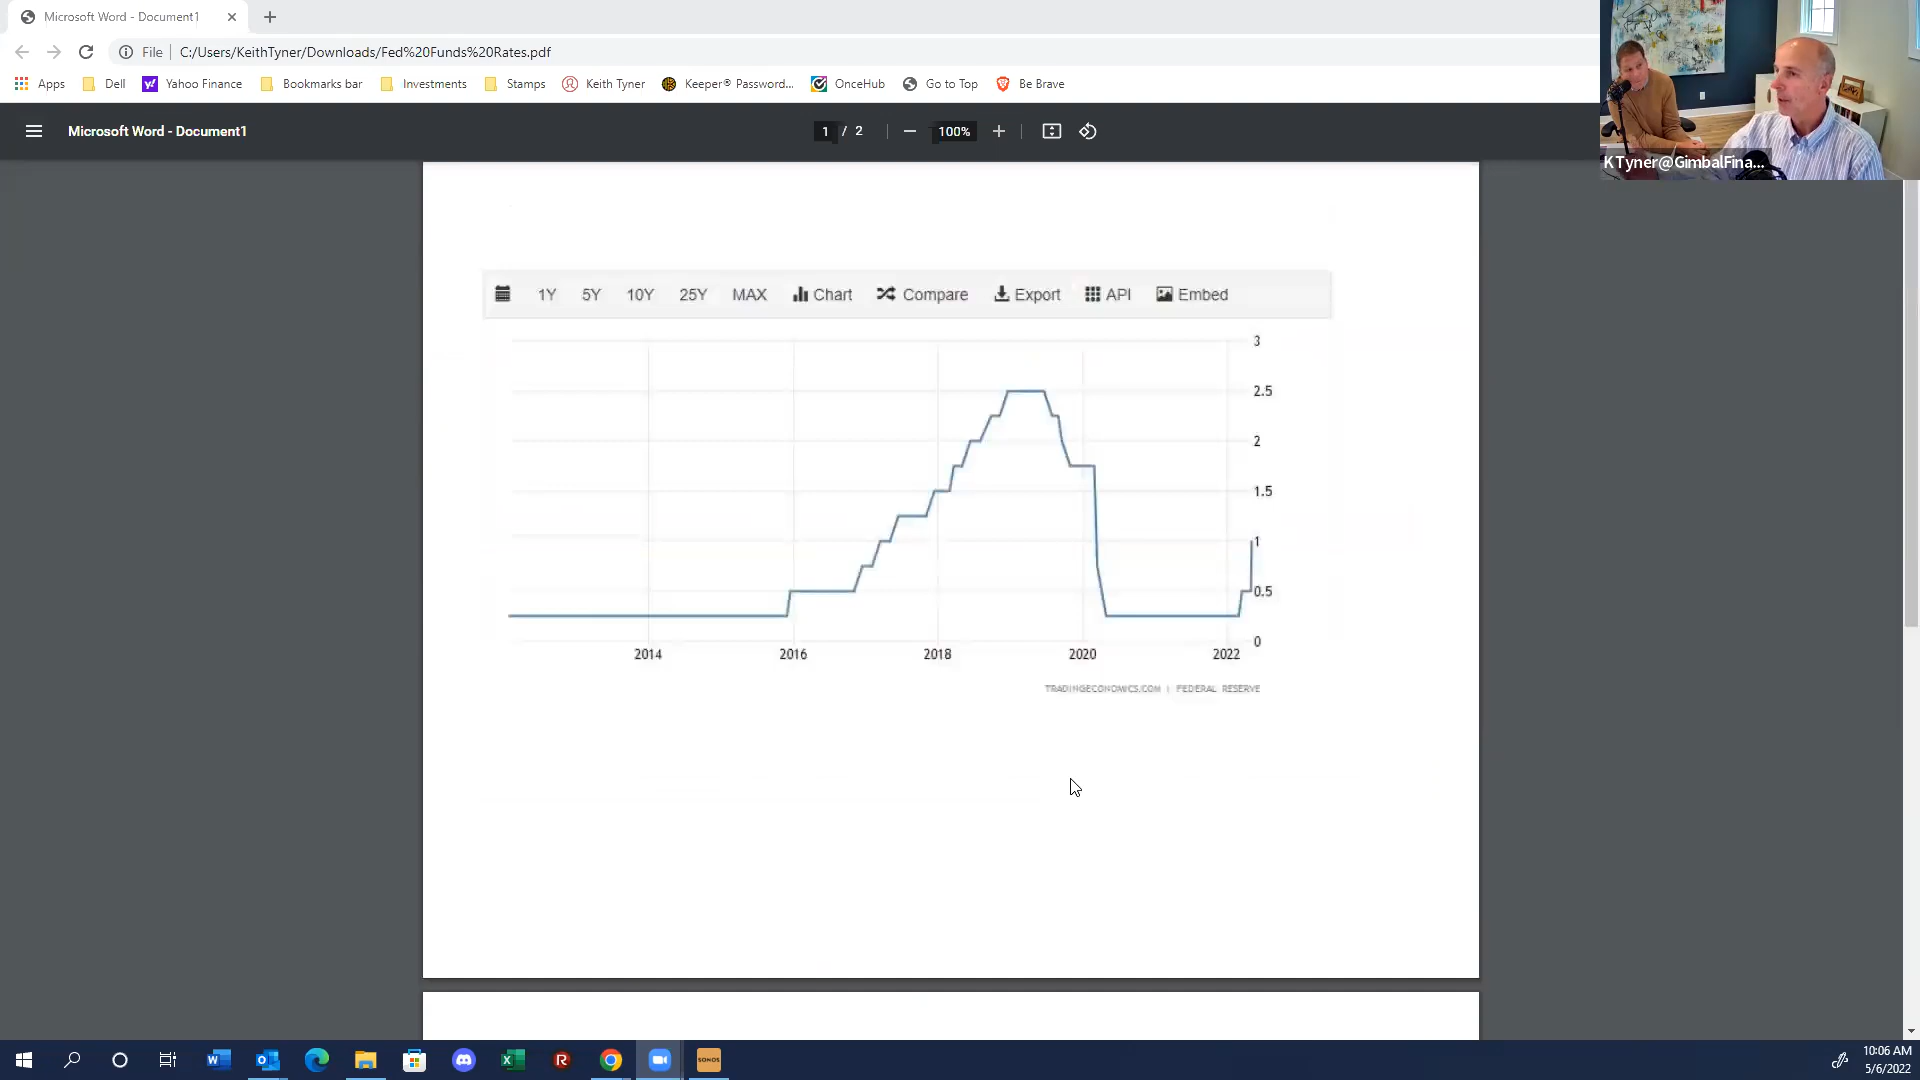 Microsoft Word - Document1
File C:/Users/KeithTyner/Downloads/Fed%20Funds%20Rates.pdf
Apps Dell Yahoo Finance Bookmarks bar Investments Stamps Keith Tyner Keeper® Password... OnceHub Go to Top Be Brave
Microsoft Word - Document1 1 / 2 100%
KTyner@GimbalFina...
1Y 5Y 10Y 25Y MAX Chart Compare Export API Embed
3
2.5
2
1.5
1
0.5
0
2014 2016 2018 2020 2022
TRADINGECONOMICS.COM | FEDERAL RESERVE
SONOS
10:06 AM
5/6/2022